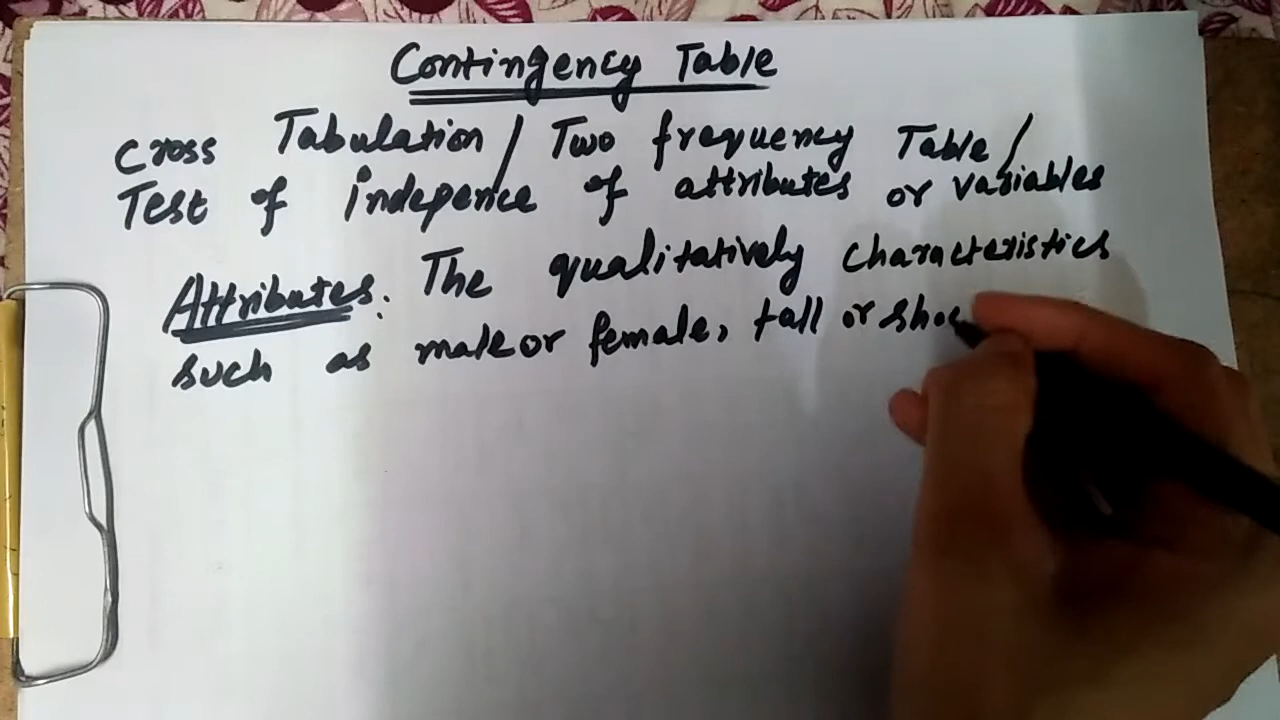 Contingency Table
Cross Tabulation / Two frequency Table /
Test of indepence of attributes or variables
Attributes: The qualitatively characteristics
such as male or female, tall or sho